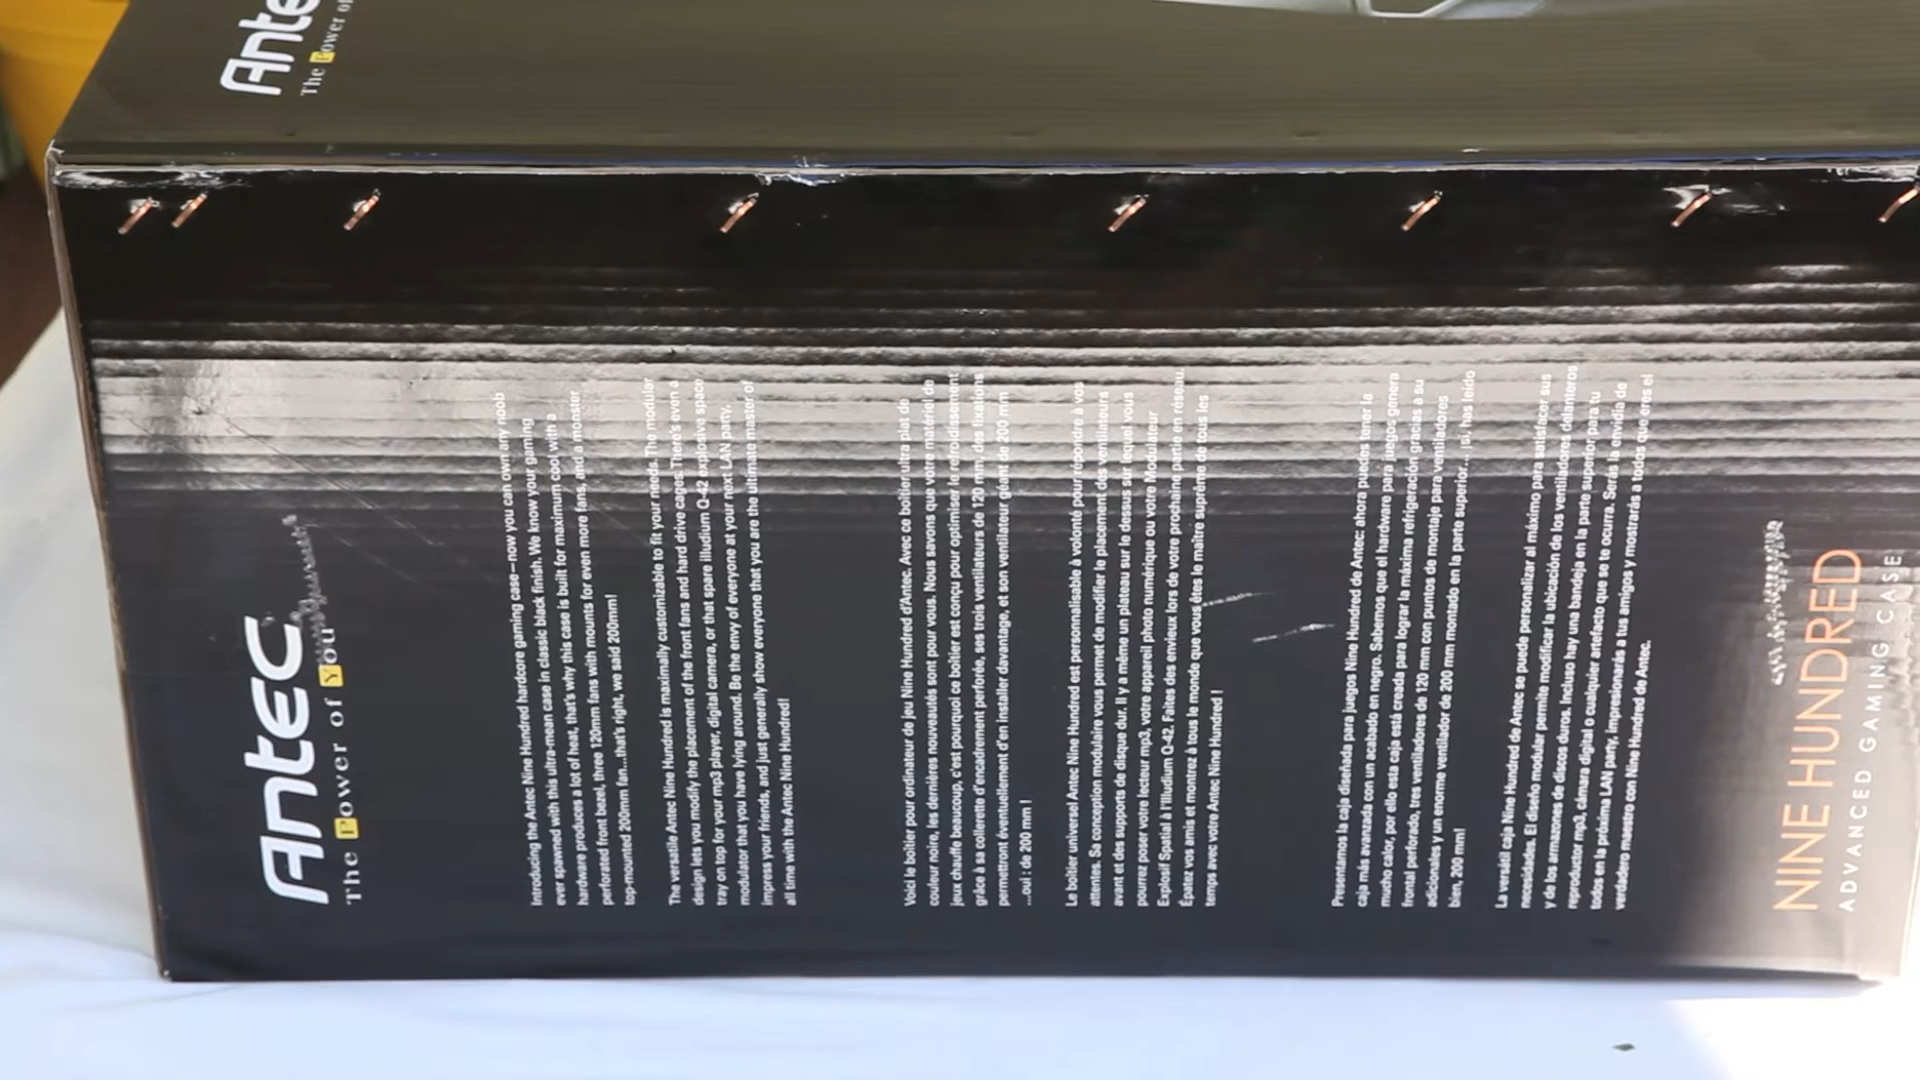 Antec
The Power of
Antec
The Power of You
Introducing the Antec Nine Hundred hardcore gaming case—now you can own any noob
ever spawned with this ultra-mean case in classic black finish. We know your gaming
hardware produces a lot of heat, that's why this case is built for maximum cool with a
perforated front bezel, three 120mm fans with mounts for even more fans, and a monster
top-mounted 200mm fan...that's right, we said 200mm!
The versatile Antec Nine Hundred is maximally customizable to fit your needs. The modular
design lets you modify the placement of the front fans and hard drive cages. There's even a
tray on top for your mp3 player, digital camera, or that spare Illudium Q-42 explosive space
modulator that you have lying around. Be the envy of everyone at your next LAN party,
impress your friends, and just generally show everyone that you are the ultimate master of
all time with the Antec Nine Hundred!
Voici le boîtier pour ordinateur de jeu Nine Hundred d'Antec. Avec ce boîtier ultra plat de
couleur noire, les dernières nouveautés sont pour vous. Nous savons que votre matériel de
jeux chauffe beaucoup, c'est pourquoi ce boîtier est conçu pour optimiser le refroidissement
grâce à sa collerette d'encadrement perforée, ses trois ventilateurs de 120 mm, des fixations
permettront éventuellement d'en installer davantage, et son ventilateur géant de 200 mm
...oui : de 200 mm !
Le boîtier universel Antec Nine Hundred est personnalisable à volonté pour répondre à vos
attentes. Sa conception modulaire vous permet de modifier le placement des ventilateurs
avant et des supports de disque dur. Il y a même un plateau sur le dessus sur lequel vous
pourrez poser votre lecteur mp3, votre appareil photo numérique ou votre Modulateur
Explosif Spatial à l'Illudium Q-42. Faites des envieux lors de votre prochaine partie en réseau.
Épatez vos amis et montrez à tous le monde que vous êtes le maître suprême de tous les
temps avec votre Antec Nine Hundred !
Presentamos la caja diseñada para juegos Nine Hundred de Antec: ahora puedes tener la
caja más avanzada con un acabado en negro. Sabemos que el hardware para juegos genera
mucho calor, por ello esta caja está creada para lograr la máxima refrigeración gracias a su
frontal perforado, tres ventiladores de 120 mm con puntos de montaje para ventiladores
adicionales y un enorme ventilador de 200 mm montado en la parte superior... ¡sí, has leído
bien, 200 mm!
La versátil caja Nine Hundred de Antec se puede personalizar al máximo para satisfacer sus
necesidades. El diseño modular permite modificar la ubicación de los ventiladores delanteros
y de los armazones de discos duros. Incluso hay una bandeja en la parte superior para tu
reproductor mp3, cámara digital o cualquier artefacto que se te ocurra. Serás la envidia de
todos en la próxima LAN party, impresionarás a tus amigos y mostrarás a todos que eres el
verdadero maestro con Nine Hundred de Antec.
NINE HUNDRED
ADVANCED GAMING CASE